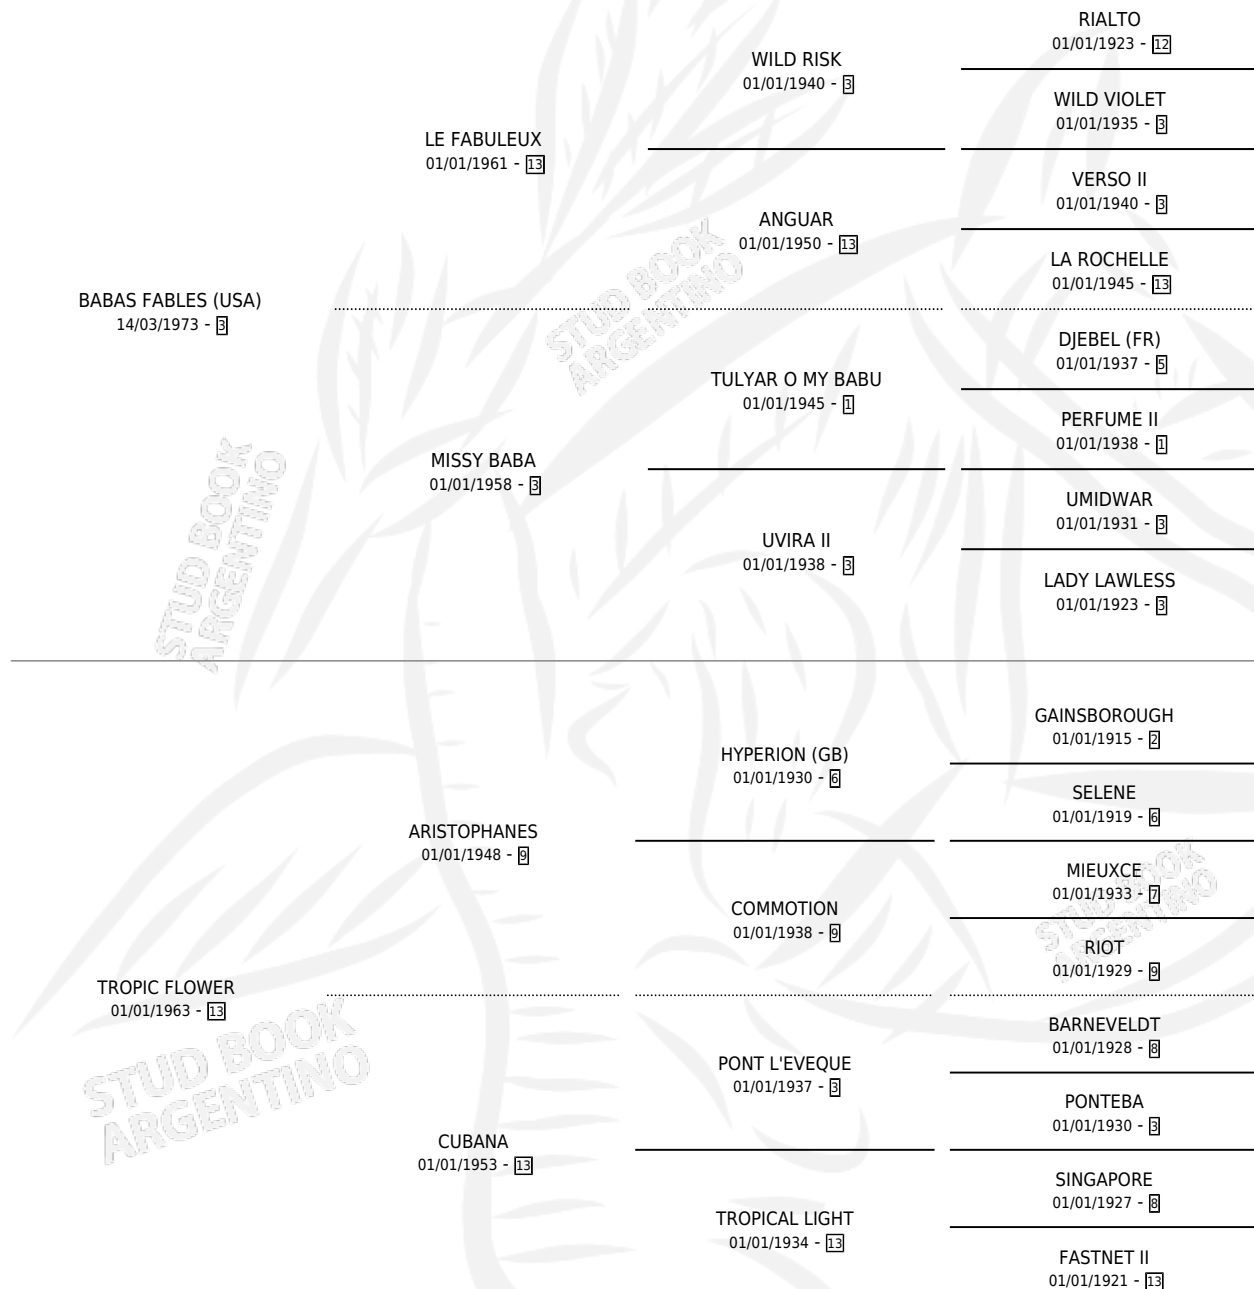 RIALTO
01/01/1923 - 12
WILD RISK
01/01/1940 - 3
WILD VIOLET
01/01/1935 - 3
LE FABULEUX
01/01/1961 - 13
VERSO II
01/01/1940 - 3
ANGUAR
01/01/1950 - 13
LA ROCHELLE
01/01/1945 - 13
BABAS FABLES (USA)
14/03/1973 - 3
DJEBEL (FR)
01/01/1937 - 5
TULYAR O MY BABU
01/01/1945 - 1
PERFUME II
01/01/1938 - 1
MISSY BABA
01/01/1958 - 3
UMIDWAR
01/01/1931 - 3
UVIRA II
01/01/1938 - 3
LADY LAWLESS
01/01/1923 - 3
GAINSBOROUGH
01/01/1915 - 2
HYPERION (GB)
01/01/1930 - 6
SELENE
01/01/1919 - 6
ARISTOPHANES
01/01/1948 - 9
MIEUXCE
01/01/1933 - 7
COMMOTION
01/01/1938 - 9
RIOT
01/01/1929 - 9
TROPIC FLOWER
01/01/1963 - 13
BARNEVELDT
01/01/1928 - 8
PONT L'EVEQUE
01/01/1937 - 3
PONTEBA
01/01/1930 - 3
CUBANA
01/01/1953 - 13
SINGAPORE
01/01/1927 - 8
TROPICAL LIGHT
01/01/1934 - 13
FASTNET II
01/01/1921 - 13
STUD BOOK
ARGENTINO
STUD BOOK
ARGENTINO
STUD BOOK
ARGENTINO
STUD BOOK
ARGENTINO